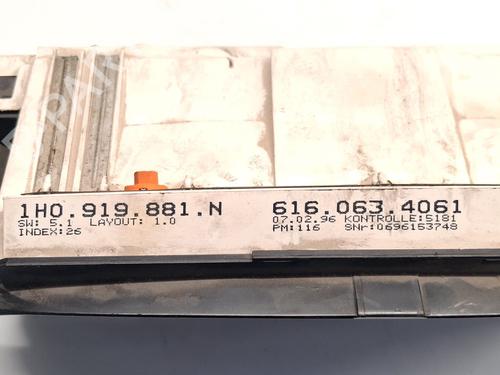 1H0.919.881.N 616.063.4061
SW: 5.1 LAYOUT: 1.0 07.02.96 KONTROLLE:5181
INDEX:26 PM:116 SNr:0696153748